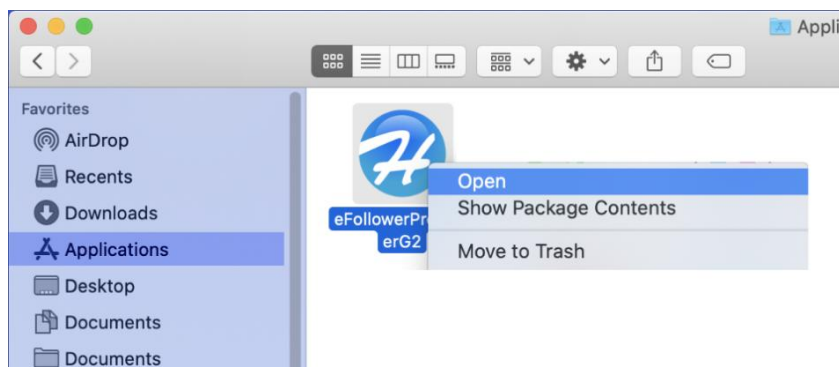 Appli
Favorites
AirDrop
Recents
Downloads
Applications
Desktop
Documents
Documents
eFollowerPr
erG2
Open
Show Package Contents
Move to Trash